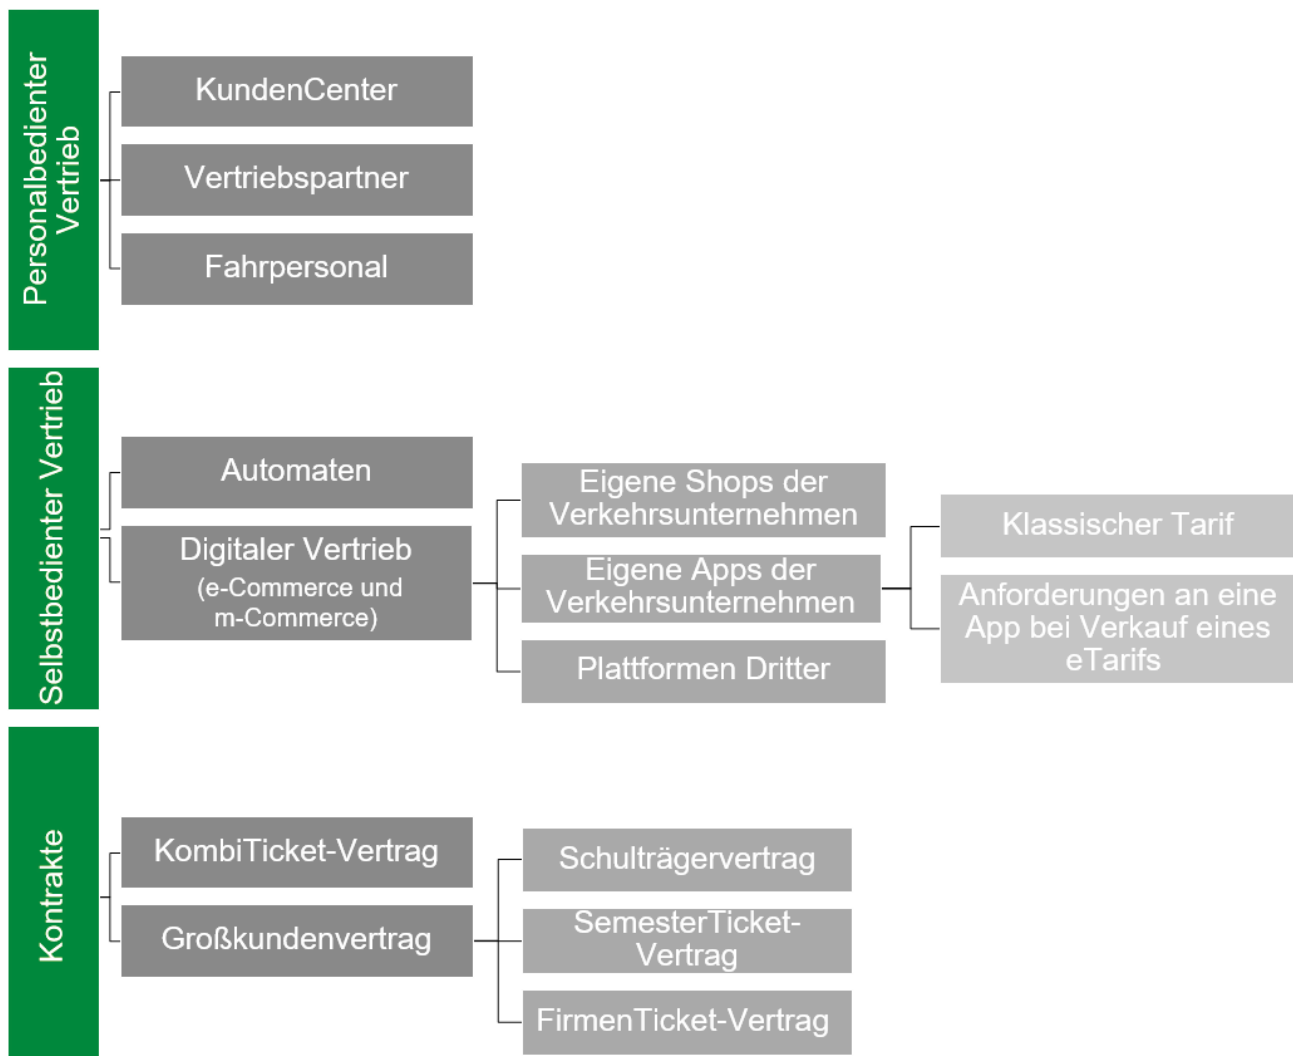 Personalbedienter
Vertrieb
KundenCenter
Vertriebspartner
Fahrpersonal
Selbstbedienter Vertrieb
Automaten
Digitaler Vertrieb
(e-Commerce und
m-Commerce)
Eigene Shops der
Verkehrsunternehmen
Eigene Apps der
Verkehrsunternehmen
Plattformen Dritter
Klassischer Tarif
Anforderungen an eine
App bei Verkauf eines
eTarifs
Kontrakte
KombiTicket-Vertrag
Großkundenvertrag
Schulträgervertrag
SemesterTicket-
Vertrag
FirmenTicket-Vertrag